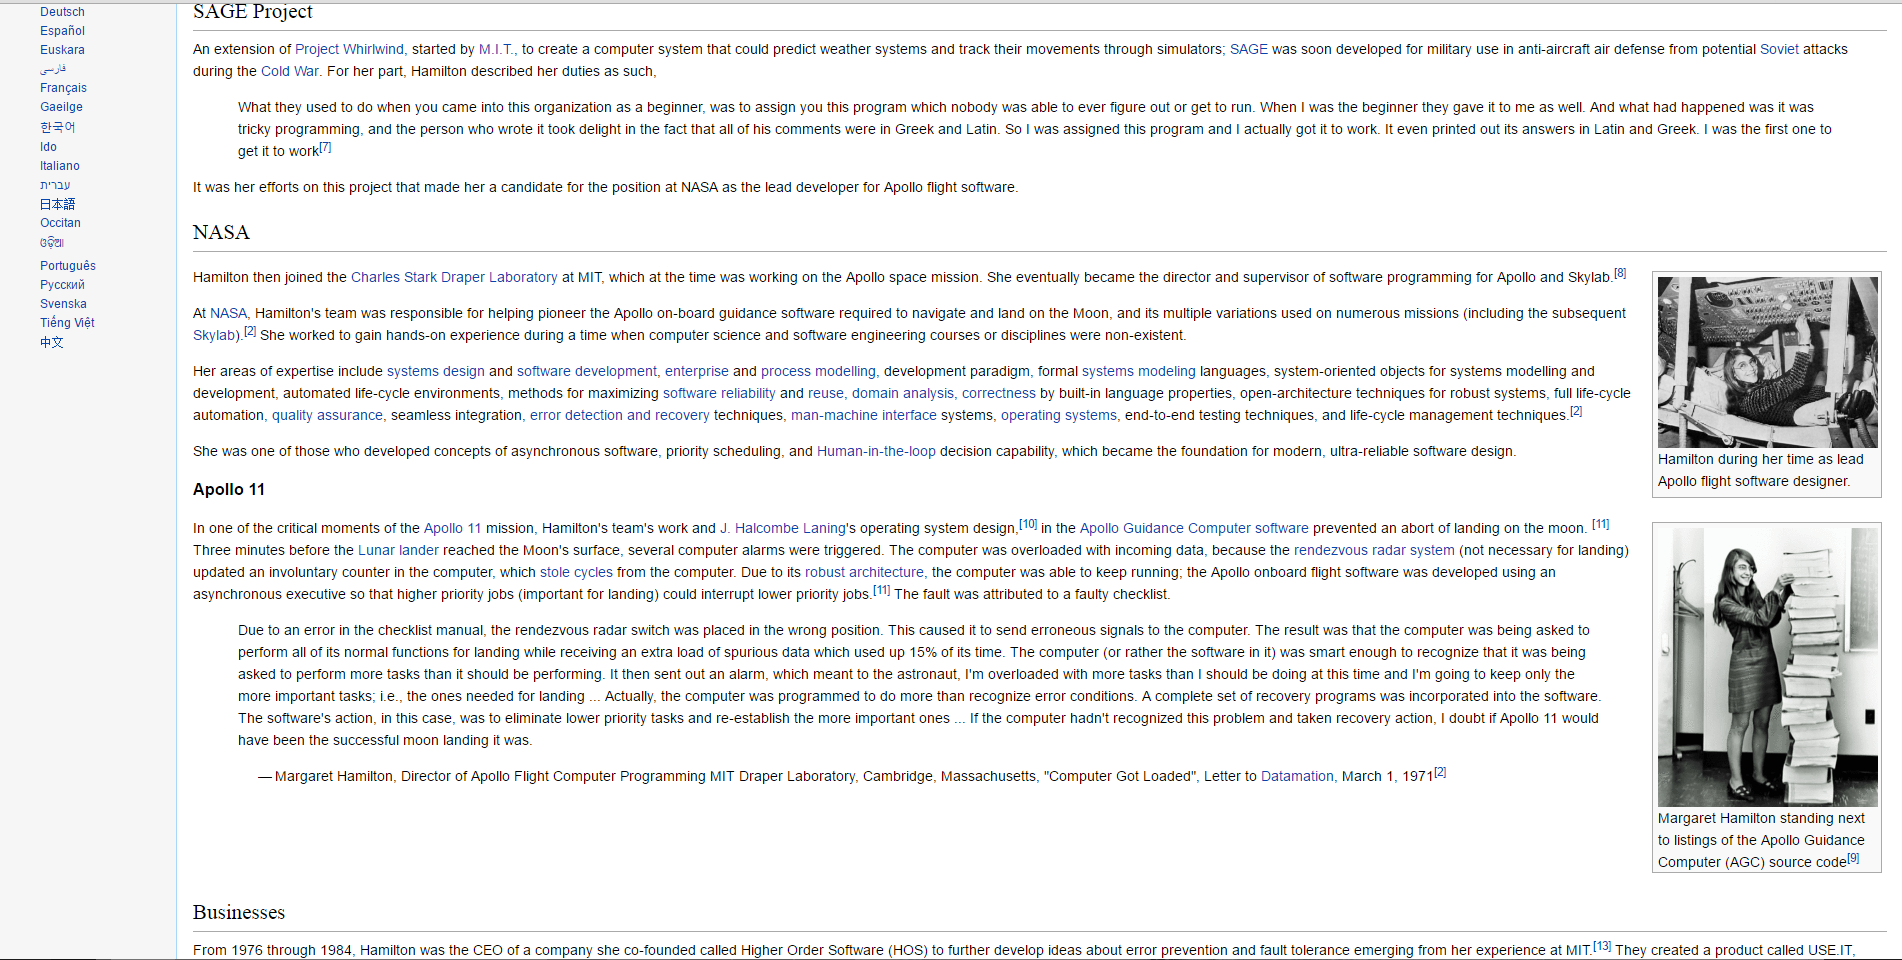 Deutsch
Español
Euskara
فارسی
Français
Gaeilge
한국어
Ido
Italiano
עברית
日本語
Occitan
ଓଡ଼ିଆ
Português
Русский
Svenska
Tiếng Việt
中文
SAGE Project
An extension of Project Whirlwind, started by M.I.T., to create a computer system that could predict weather systems and track their movements through simulators; SAGE was soon developed for military use in anti-aircraft air defense from potential Soviet attacks
during the Cold War. For her part, Hamilton described her duties as such,
What they used to do when you came into this organization as a beginner, was to assign you this program which nobody was able to ever figure out or get to run. When I was the beginner they gave it to me as well. And what had happened was it was
tricky programming, and the person who wrote it took delight in the fact that all of his comments were in Greek and Latin. So I was assigned this program and I actually got it to work. It even printed out its answers in Latin and Greek. I was the first one to
get it to work[7]
It was her efforts on this project that made her a candidate for the position at NASA as the lead developer for Apollo flight software.
NASA
Hamilton then joined the Charles Stark Draper Laboratory at MIT, which at the time was working on the Apollo space mission. She eventually became the director and supervisor of software programming for Apollo and Skylab.[8]
At NASA, Hamilton's team was responsible for helping pioneer the Apollo on-board guidance software required to navigate and land on the Moon, and its multiple variations used on numerous missions (including the subsequent
Skylab).[2] She worked to gain hands-on experience during a time when computer science and software engineering courses or disciplines were non-existent.
Her areas of expertise include systems design and software development, enterprise and process modelling, development paradigm, formal systems modeling languages, system-oriented objects for systems modelling and
development, automated life-cycle environments, methods for maximizing software reliability and reuse, domain analysis, correctness by built-in language properties, open-architecture techniques for robust systems, full life-cycle
automation, quality assurance, seamless integration, error detection and recovery techniques, man-machine interface systems, operating systems, end-to-end testing techniques, and life-cycle management techniques.[2]
She was one of those who developed concepts of asynchronous software, priority scheduling, and Human-in-the-loop decision capability, which became the foundation for modern, ultra-reliable software design.
Hamilton during her time as lead
Apollo flight software designer.
Apollo 11
In one of the critical moments of the Apollo 11 mission, Hamilton's team's work and J. Halcombe Laning's operating system design,[10] in the Apollo Guidance Computer software prevented an abort of landing on the moon. [11]
Three minutes before the Lunar lander reached the Moon's surface, several computer alarms were triggered. The computer was overloaded with incoming data, because the rendezvous radar system (not necessary for landing)
updated an involuntary counter in the computer, which stole cycles from the computer. Due to its robust architecture, the computer was able to keep running; the Apollo onboard flight software was developed using an
asynchronous executive so that higher priority jobs (important for landing) could interrupt lower priority jobs.[11] The fault was attributed to a faulty checklist.
Due to an error in the checklist manual, the rendezvous radar switch was placed in the wrong position. This caused it to send erroneous signals to the computer. The result was that the computer was being asked to
perform all of its normal functions for landing while receiving an extra load of spurious data which used up 15% of its time. The computer (or rather the software in it) was smart enough to recognize that it was being
asked to perform more tasks than it should be performing. It then sent out an alarm, which meant to the astronaut, I'm overloaded with more tasks than I should be doing at this time and I'm going to keep only the
more important tasks; i.e., the ones needed for landing ... Actually, the computer was programmed to do more than recognize error conditions. A complete set of recovery programs was incorporated into the software.
The software's action, in this case, was to eliminate lower priority tasks and re-establish the more important ones ... If the computer hadn't recognized this problem and taken recovery action, I doubt if Apollo 11 would
have been the successful moon landing it was.
— Margaret Hamilton, Director of Apollo Flight Computer Programming MIT Draper Laboratory, Cambridge, Massachusetts, "Computer Got Loaded", Letter to Datamation, March 1, 1971[2]
Margaret Hamilton standing next
to listings of the Apollo Guidance
Computer (AGC) source code[9]
Businesses
From 1976 through 1984, Hamilton was the CEO of a company she co-founded called Higher Order Software (HOS) to further develop ideas about error prevention and fault tolerance emerging from her experience at MIT.[13] They created a product called USE.IT,